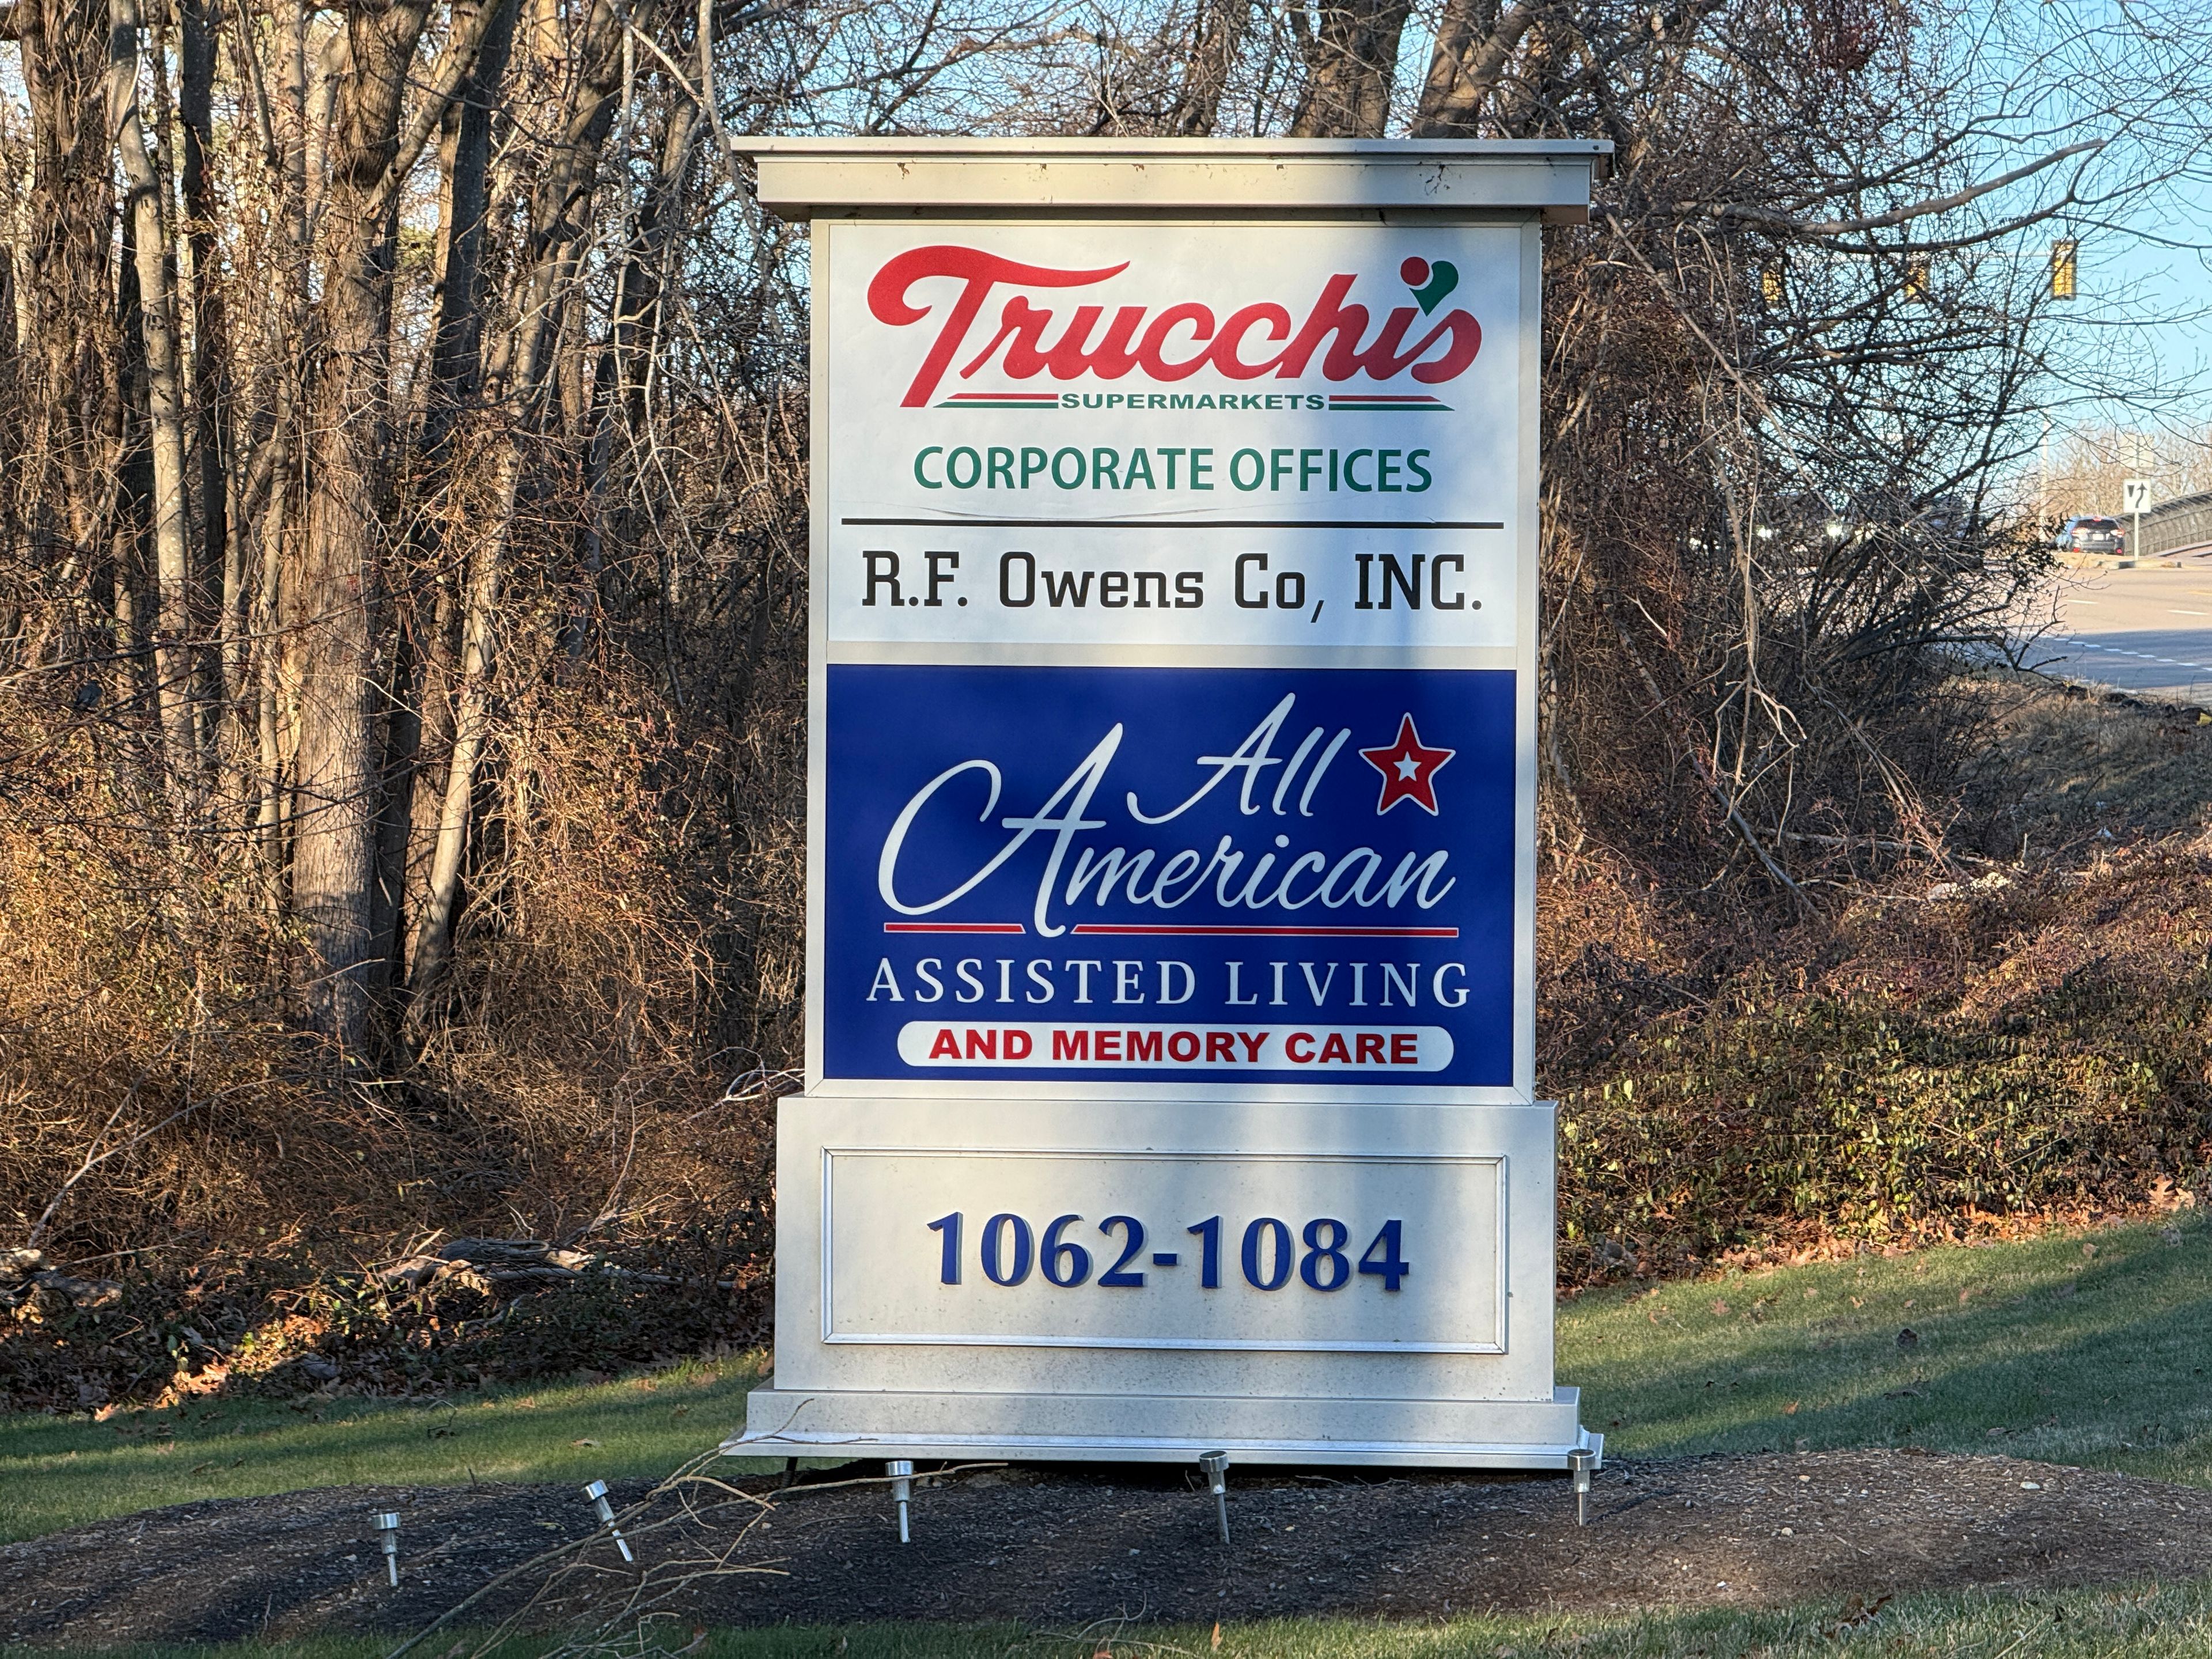 Trucchi's
SUPERMARKETS
CORPORATE OFFICES
R.F. Owens Co, INC.
All
American
ASSISTED LIVING
AND MEMORY CARE
1062-1084